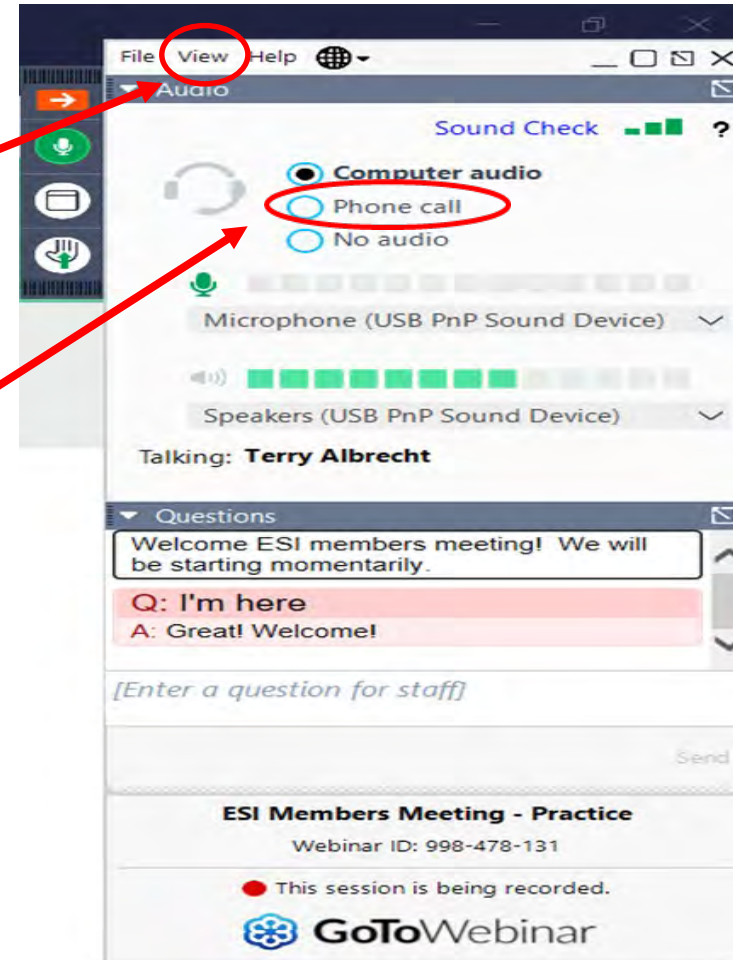 File View Help
Audio
Sound Check ?
Computer audio
Phone call
No audio
Microphone (USB PnP Sound Device)
Speakers (USB PnP Sound Device)
Talking: Terry Albrecht
Questions
Welcome ESI members meeting! We will
be starting momentarily.
Q: I'm here
A: Great! Welcome!
[Enter a question for staff]
Send
ESI Members Meeting - Practice
Webinar ID: 998-478-131
This session is being recorded.
GoToWebinar